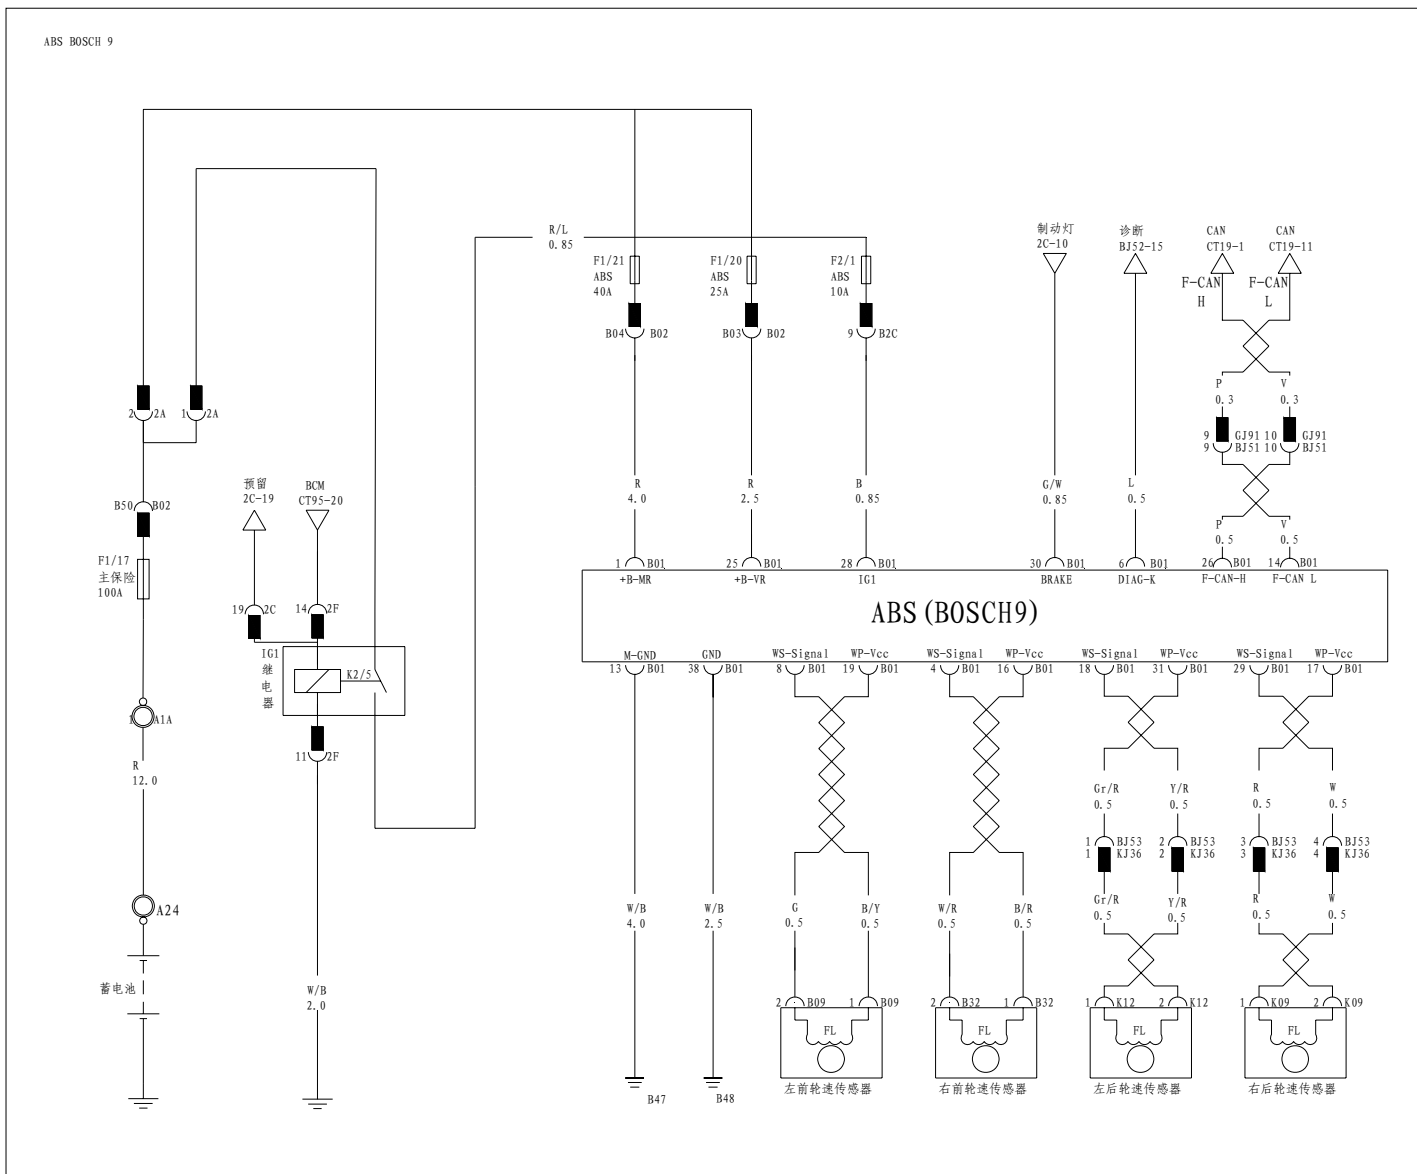 ABS BOSCH 9
R/L
0.85
制动灯
2C-10
诊断
BJ52-15
CAN
CT19-1
CAN
CT19-11
F1/21
ABS
40A
F1/20
ABS
25A
F2/1
ABS
10A
F-CAN
H
F-CAN
L
B04 B02
B03 B02
9 B2C
P
0.3
V
0.3
2 2A
1 2A
9 GJ91 10 GJ91
9 BJ51 10 BJ51
预留
2C-19
BCM
CT95-20
R
4.0
R
2.5
B
0.85
G/W
0.85
L
0.5
B50 B02
P
0.5
V
0.5
F1/17
主保险
100A
1 B01
25 B01
28 B01
30 B01
6 B01
26 B01
14 B01
+B-MR
+B-VR
IG1
BRAKE
DIAG-K
F-CAN-H
F-CAN L
19 2C
14 2F
ABS(BOSCH9)
IG1
继
电
器
K2/5
M-GND
GND
WS-Signal
WP-Vcc
WS-Signal
WP-Vcc
WS-Signal
WP-Vcc
WS-Signal
WP-Vcc
13 B01
38 B01
8 B01
19 B01
4 B01
16 B01
18 B01
31 B01
29 B01
17 B01
1 A1A
11 2F
R
12.0
Gr/R
0.5
Y/R
0.5
R
0.5
W
0.5
1 BJ53
1 KJ36
2 BJ53
2 KJ36
3 BJ53
3 KJ36
4 BJ53
4 KJ36
A24
W/B
4.0
W/B
2.5
G
0.5
B/Y
0.5
W/R
0.5
B/R
0.5
Gr/R
0.5
Y/R
0.5
R
0.5
W
0.5
蓄电池
W/B
2.0
2 B09
1 B09
2 B32
1 B32
1 K12
2 K12
1 K09
2 K09
FL
FL
FL
FL
左前轮速传感器
右前轮速传感器
左后轮速传感器
右后轮速传感器
B47
B48